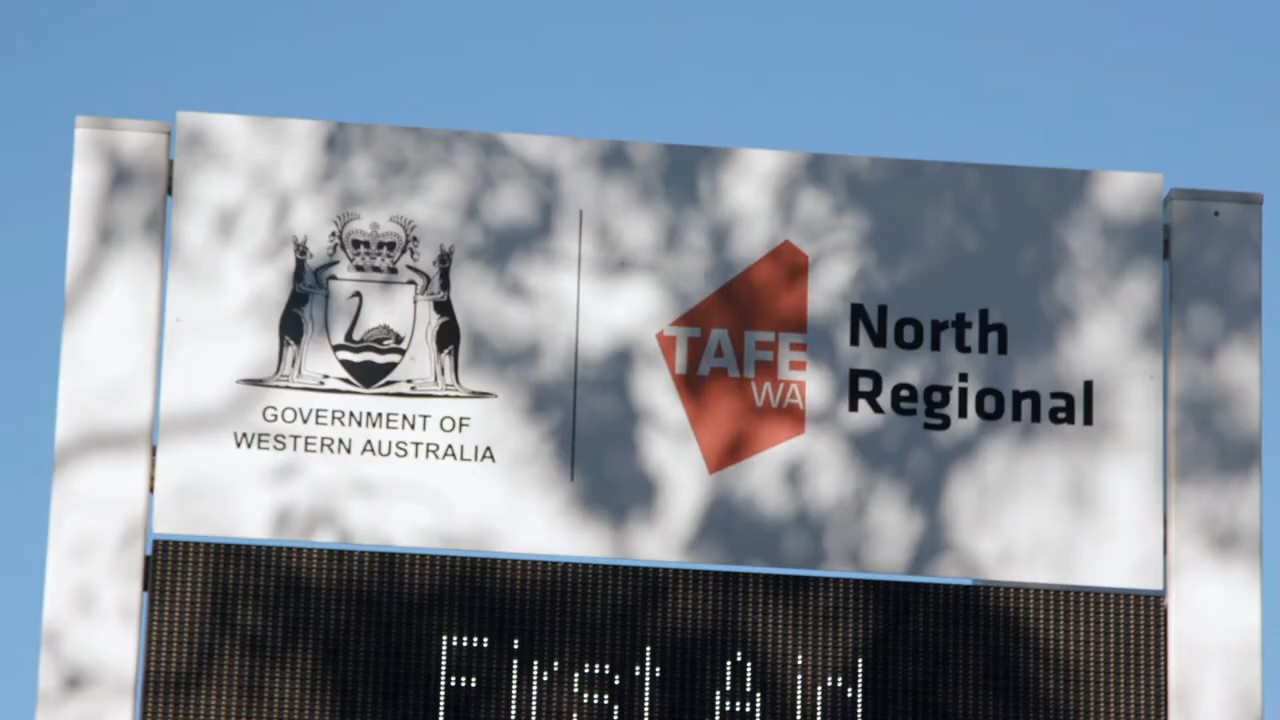 GOVERNMENT OF
WESTERN AUSTRALIA
TAFE
WA
North
Regional
First Aid